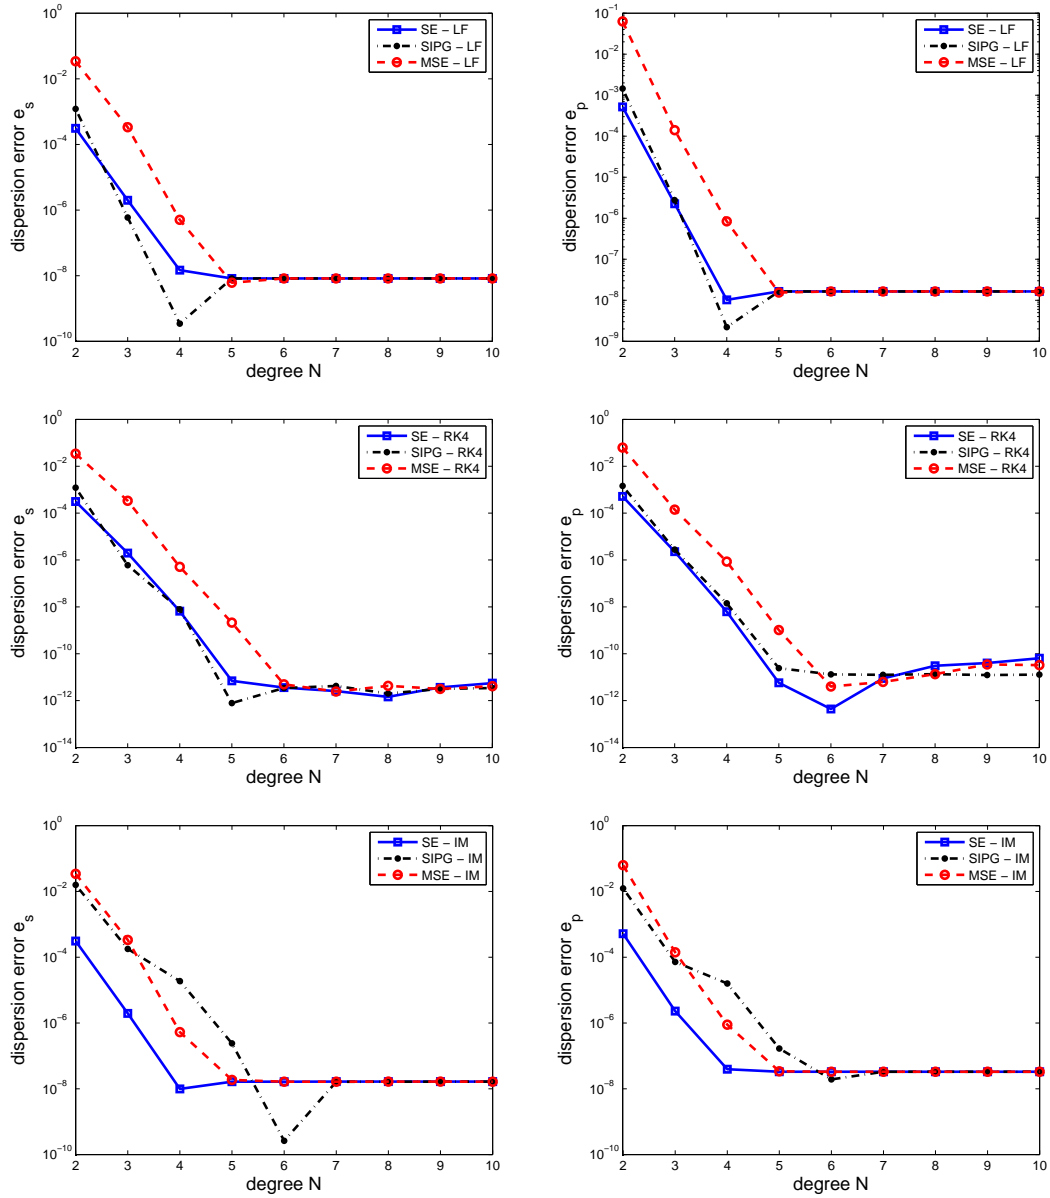 10^0
10^−2
10^−4
10^−6
10^−8
10^−10
dispersion error e_s
2 3 4 5 6 7 8 9 10
degree N
SE − LF
SIPG − LF
MSE − LF
10^−1
10^−2
10^−3
10^−4
10^−5
10^−6
10^−7
10^−8
10^−9
dispersion error e_p
2 3 4 5 6 7 8 9 10
degree N
SE − LF
SIPG − LF
MSE − LF
10^0
10^−2
10^−4
10^−6
10^−8
10^−10
10^−12
10^−14
dispersion error e_s
2 3 4 5 6 7 8 9 10
degree N
SE − RK4
SIPG − RK4
MSE − RK4
10^0
10^−2
10^−4
10^−6
10^−8
10^−10
10^−12
10^−14
dispersion error e_p
2 3 4 5 6 7 8 9 10
degree N
SE − RK4
SIPG − RK4
MSE − RK4
10^0
10^−2
10^−4
10^−6
10^−8
10^−10
dispersion error e_s
2 3 4 5 6 7 8 9 10
degree N
SE − IM
SIPG − IM
MSE − IM
10^0
10^−2
10^−4
10^−6
10^−8
10^−10
dispersion error e_p
2 3 4 5 6 7 8 9 10
degree N
SE − IM
SIPG − IM
MSE − IM